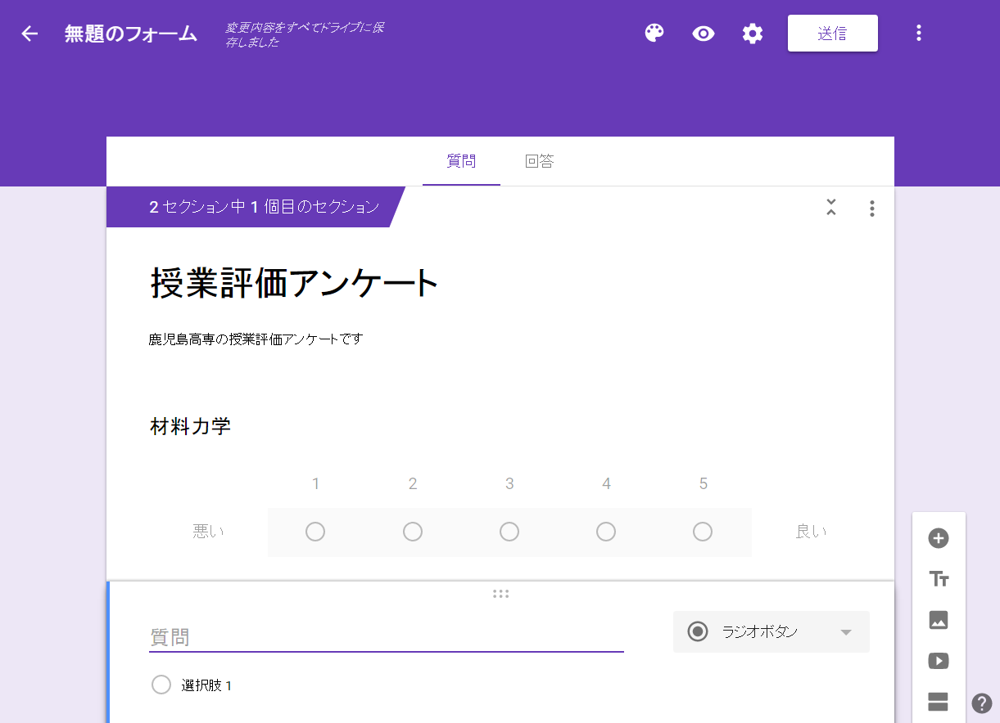 無題のフォーム
変更内容をすべてドライブに保
存しました
送信
質問
回答
2 セクション中 1 個目のセクション
授業評価アンケート
鹿児島高専の授業評価アンケートです
材料力学
1 2 3 4 5
悪い
良い
質問
ラジオボタン
選択肢 1